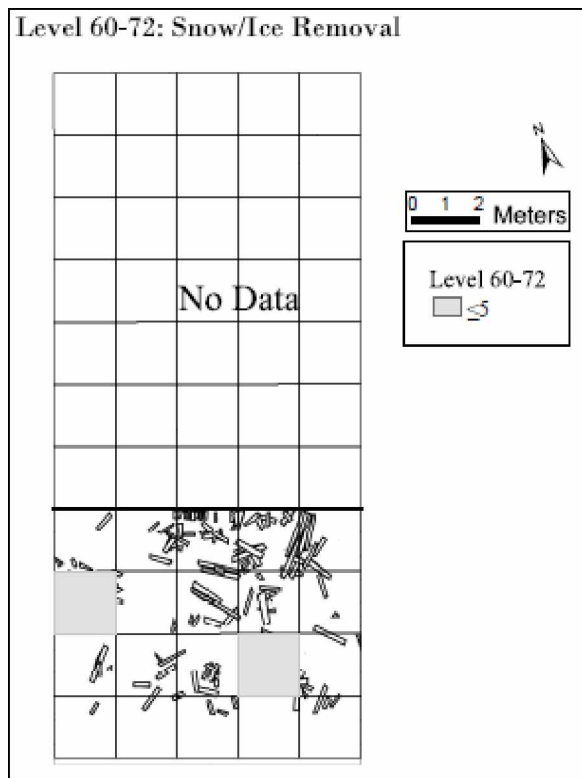 Level 60-72: Snow/Ice Removal
N
0 1 2 Meters
No Data
Level 60-72
≤5